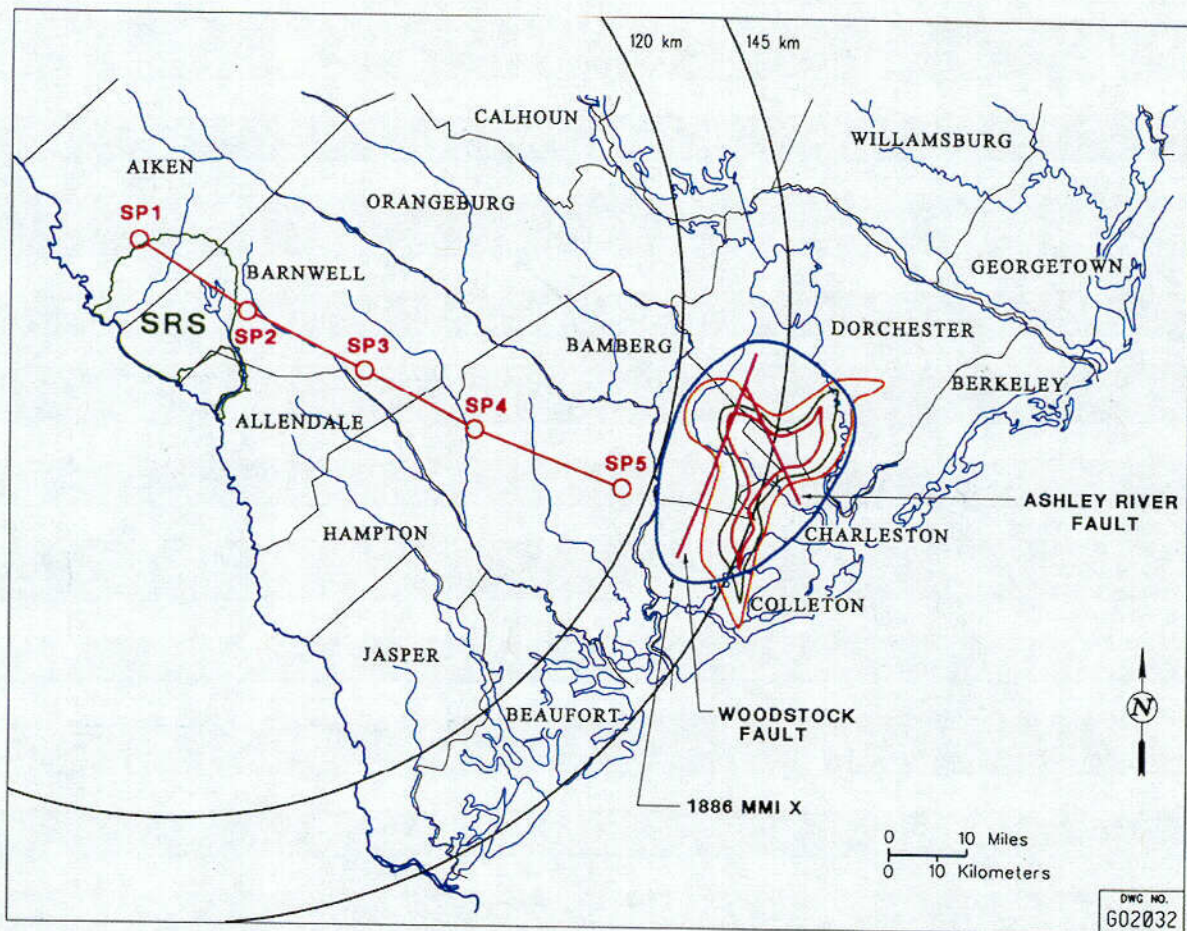 120 km
145 km
CALHOUN
WILLAMSBURG
AIKEN
ORANGEBURG
SP1
GEORGETOWN
BARNWELL
SRS
SP2
DORCHESTER
BAMBERG
SP3
BERKELEY
SP4
ALLENDALE
SP5
ASHLEY RIVER
FAULT
HAMPTON
CHARLESTON
COLLETON
JASPER
BEAUFORT
WOODSTOCK
FAULT
N
1886 MMI X
0 10 Miles
0 10 Kilometers
DWG NO.
G02032